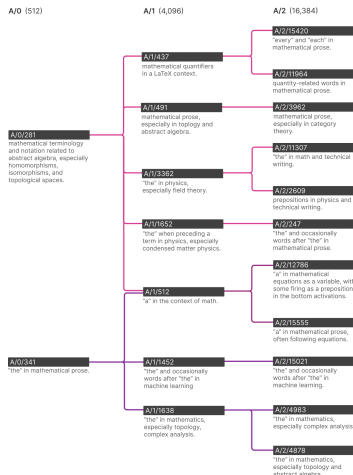 A/0 (512)
A/1 (4,096)
A/2 (16,384)
A/0/281
mathematical terminology
and notation related to
abstract algebra, especially
homomorphisms,
isomorphisms, and
topological spaces.
A/0/341
"the" in mathematical prose.
A/1/437
mathematical quantifiers
in a LaTeX context.
A/1/491
mathematical prose,
especially in toplogy and
abstract algebra.
A/1/3362
"the" in physics,
especially field theory.
A/1/1652
"the" when preceding a
term in physics, especially
condensed matter physics.
A/1/512
"a" in the context of math.
A/1/1452
"the" and occasionally
words after "the" in
machine learning
A/1/1638
"the" in mathematics,
especially topology,
complex analysis.
A/2/15420
"every" and "each" in
mathematical prose.
A/2/11964
quantity-related words in
mathematical prose.
A/2/3962
mathematical prose,
especially in category
theory.
A/2/11307
"the" in math and technical
writing.
A/2/2609
prepositions in physics and
technical writing.
A/2/247
"the" and occasionally
words after "the" in
mathematical prose.
A/2/12786
"a" in mathematical
equations as a variable, with
some firing as a preposition
in the bottom activations.
A/2/15555
"a" in mathematical prose,
often following equations.
A/2/15021
"the" and occasionally
words after "the" in
machine learning.
A/2/4983
"the" in mathematics,
especially complex analysis
A/2/4878
"the" in mathematics,
especially topology and
abstract algebra